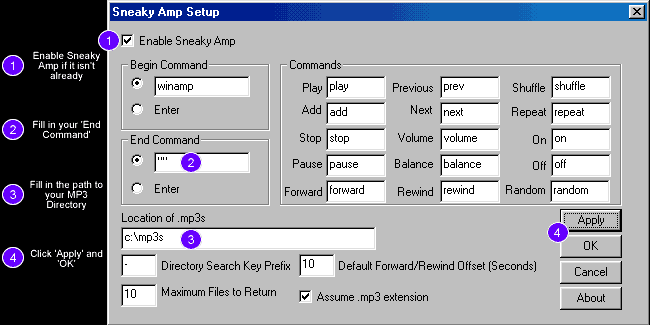 Sneaky Amp Setup
1 Enable Sneaky Amp
1 Enable Sneaky
Amp if it isn't
already
2 Fill in your 'End
Command'
3 Fill in the path to
your MP3
Directory
4 Click 'Apply' and
'OK'
Begin Command
winamp
Enter
End Command
"" 2
Enter
Commands
Play play Previous prev Shuffle shuffle
Add add Next next Repeat repeat
Stop stop Volume volume On on
Pause pause Balance balance Off off
Forward forward Rewind rewind Random random
Location of .mp3s
c:\mp3s 3
- Directory Search Key Prefix 10 Default Forward/Rewind Offset (Seconds)
10 Maximum Files to Return Assume .mp3 extension
Apply
4
OK
Cancel
About